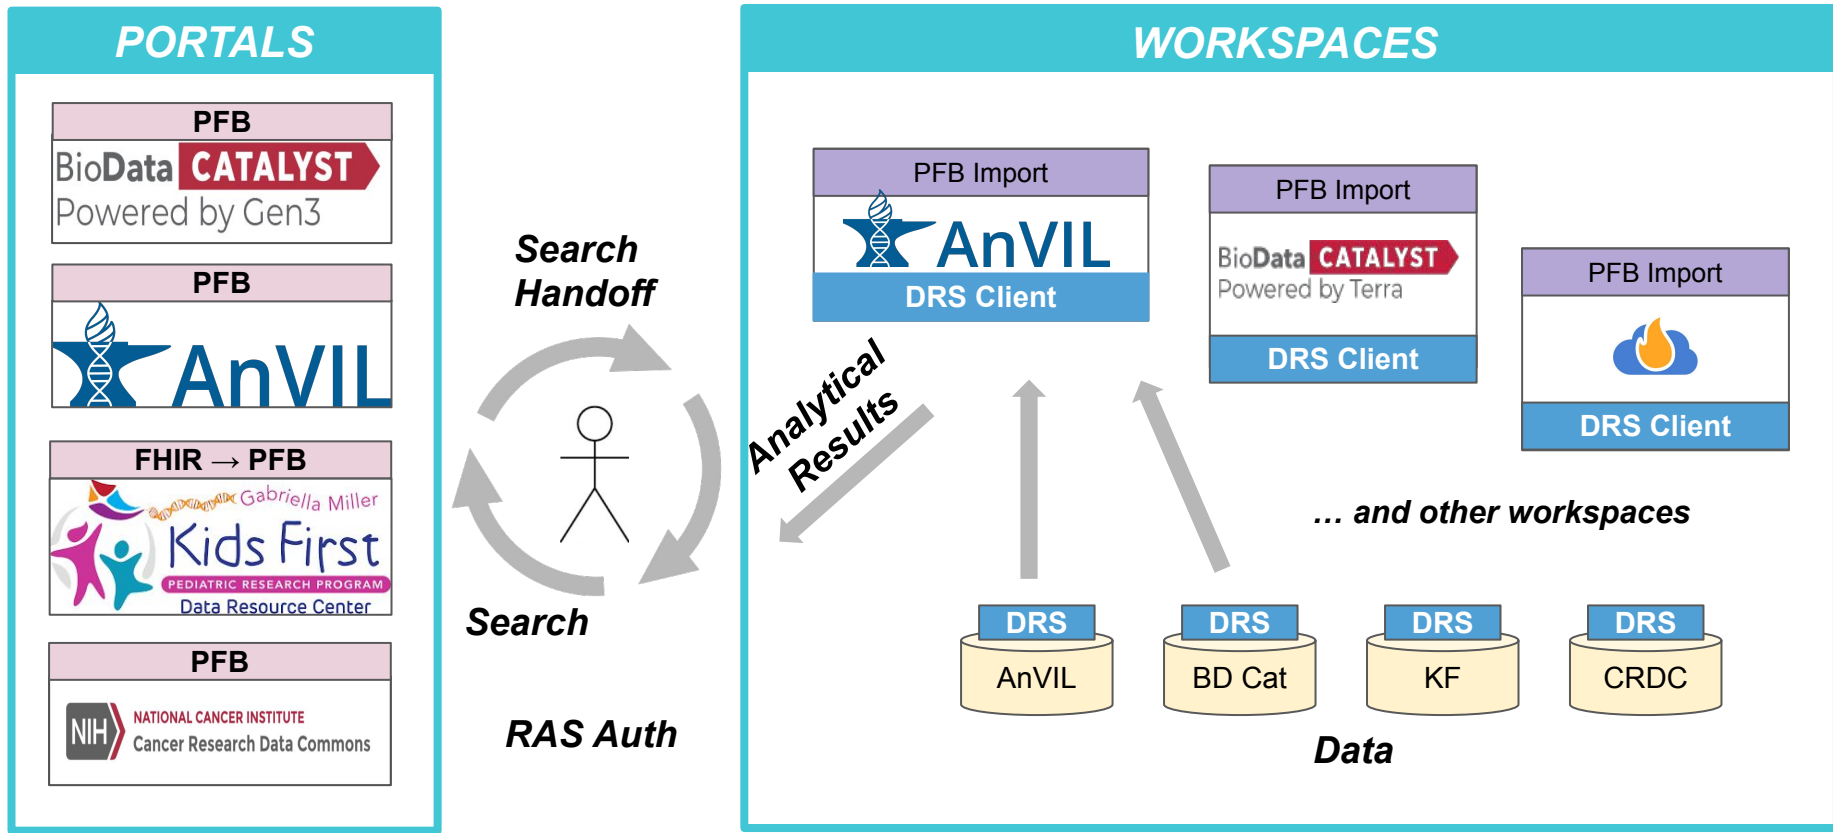 PORTALS
PFB
BioData CATALYST
Powered by Gen3
PFB
AnVIL
FHIR → PFB
Gabriella Miller
Kids First
PEDIATRIC RESEARCH PROGRAM
Data Resource Center
PFB
NIH
NATIONAL CANCER INSTITUTE
Cancer Research Data Commons
Search
Handoff
Search
RAS Auth
Analytical
Results
WORKSPACES
PFB Import
AnVIL
DRS Client
PFB Import
BioData CATALYST
Powered by Terra
DRS Client
PFB Import
DRS Client
... and other workspaces
DRS
AnVIL
DRS
BD Cat
DRS
KF
DRS
CRDC
Data